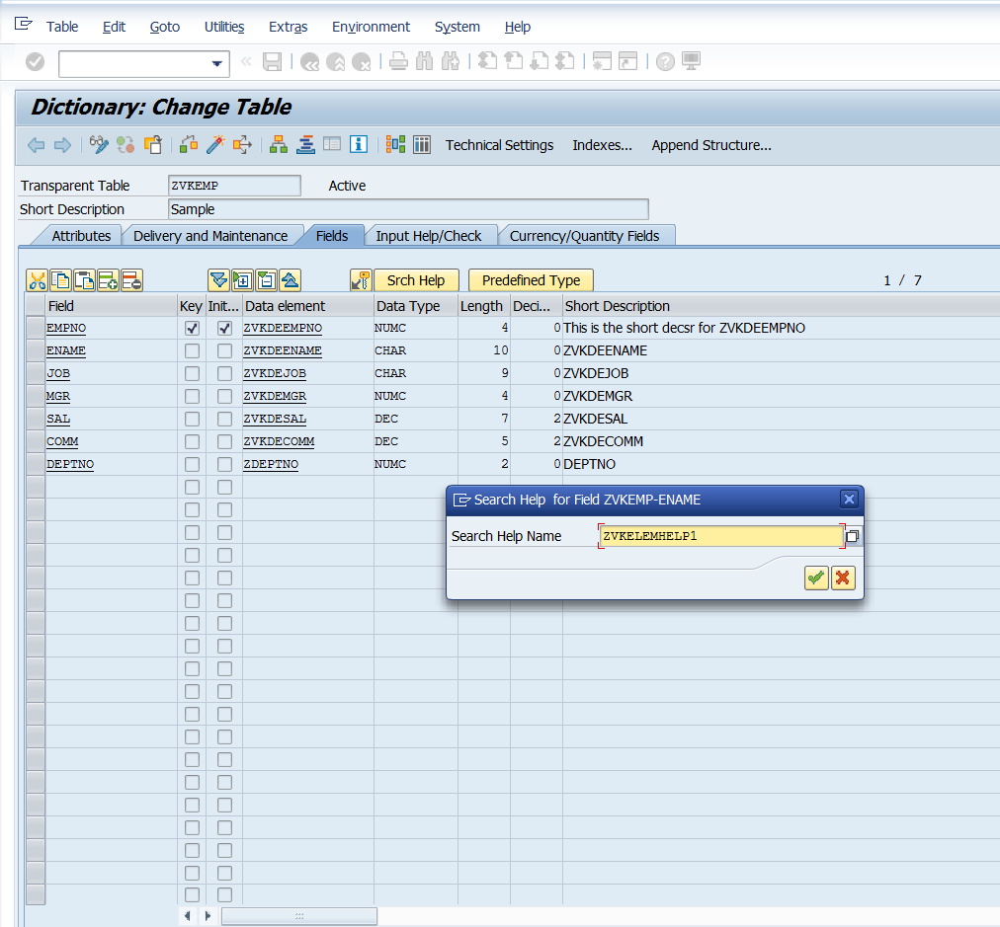 Table Edit Goto Utilities Extras Environment System Help
Dictionary: Change Table
Technical Settings Indexes... Append Structure...
Transparent Table ZVKEMP Active
Short Description Sample
Attributes Delivery and Maintenance Fields Input Help/Check Currency/Quantity Fields
Srch Help Predefined Type 1 / 7
Field Key Init... Data element Data Type Length Deci... Short Description
EMPNO ZVKDEEMPNO NUMC 4 0 This is the short decsr for ZVKDEEMPNO
ENAME ZVKDEENAME CHAR 10 0 ZVKDEENAME
JOB ZVKDEJOB CHAR 9 0 ZVKDEJOB
MGR ZVKDEMGR NUMC 4 0 ZVKDEMGR
SAL ZVKDESAL DEC 7 2 ZVKDESAL
COMM ZVKDECOMM DEC 5 2 ZVKDECOMM
DEPTNO ZDEPTNO NUMC 2 0 DEPTNO
Search Help for Field ZVKEMP-ENAME
Search Help Name ZVKELEMHELP1